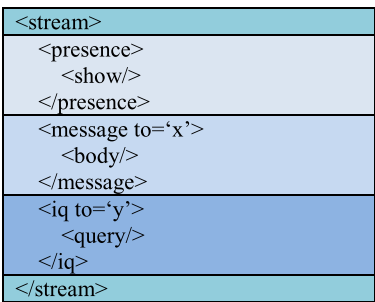 <stream>
<presence>
<show/>
</presence>
<message to=‘x’>
<body/>
</message>
<iq to=‘y’>
<query/>
</iq>
</stream>